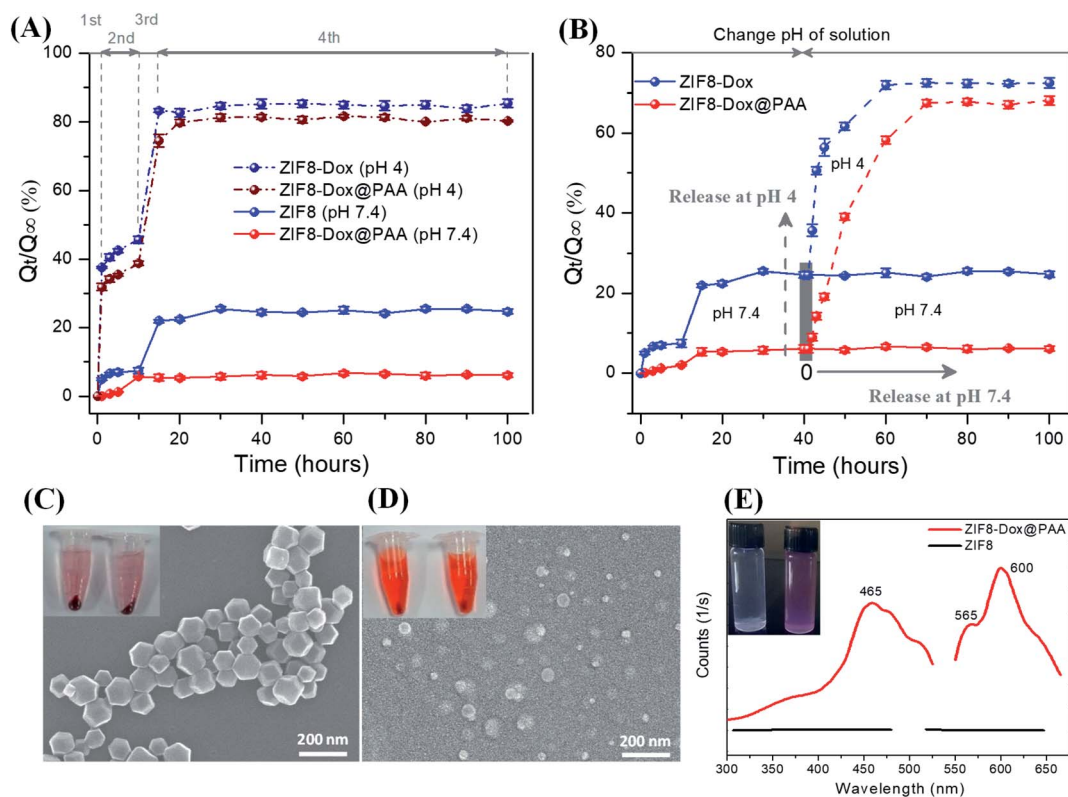 (A)
1st
2nd
3rd
4th
100
80
60
40
20
0
Qt/Q∞ (%)
ZIF8-Dox (pH 4)
ZIF8-Dox@PAA (pH 4)
ZIF8 (pH 7.4)
ZIF8-Dox@PAA (pH 7.4)
0 20 40 60 80 100
Time (hours)
(B)
Change pH of solution
80
60
40
20
0
Qt/Q∞ (%)
ZIF8-Dox
ZIF8-Dox@PAA
pH 4
Release at pH 4
pH 7.4
pH 7.4
0
Release at pH 7.4
0 20 40 60 80 100
Time (hours)
(C)
200 nm
(D)
200 nm
(E)
ZIF8-Dox@PAA
ZIF8
465
565
600
Counts (1/s)
300 350 400 450 500 550 600 650
Wavelength (nm)